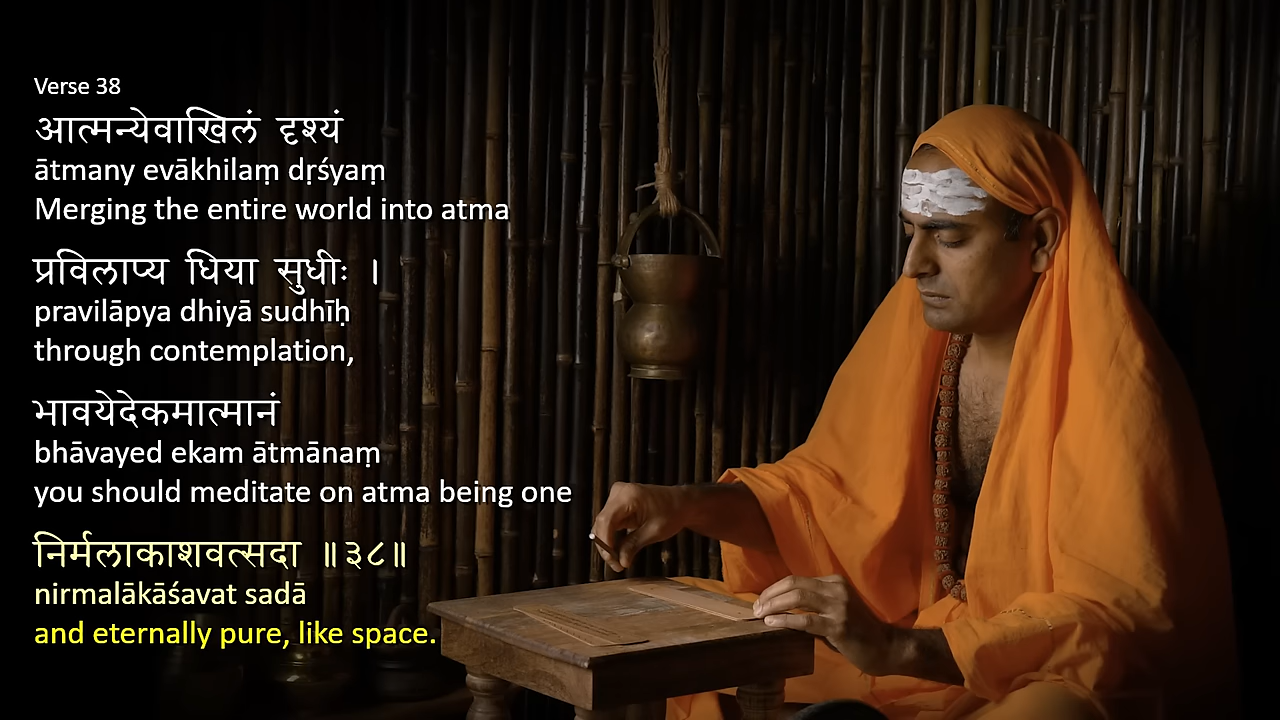 Verse 38
आत्मन्येवाखिलं दृश्यं
ātmany evākhilaṃ dṛśyaṃ
Merging the entire world into atma
प्रविलाप्य धिया सुधीः ।
pravilāpya dhiyā sudhīḥ
through contemplation,
भावयेदेकमात्मानं
bhāvayed ekam ātmānaṃ
you should meditate on atma being one
निर्मलाकाशवत्सदा ॥३८॥
nirmalākāśavat sadā
and eternally pure, like space.